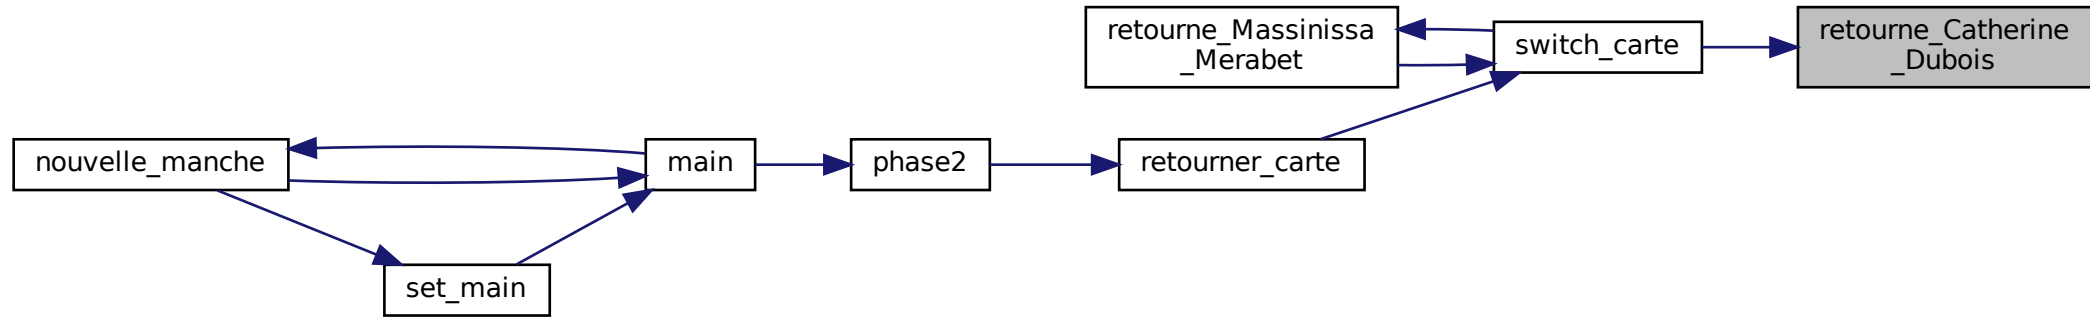 retourne_Massinissa
_Merabet
switch_carte
retourne_Catherine
_Dubois
nouvelle_manche
main
phase2
retourner_carte
set_main